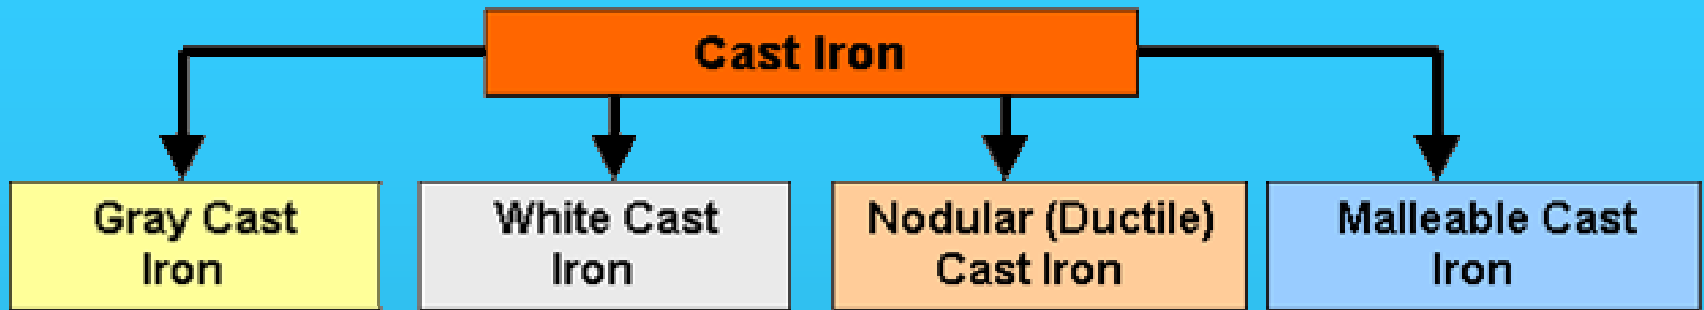 Cast Iron
Gray Cast
Iron
White Cast
Iron
Nodular (Ductile)
Cast Iron
Malleable Cast
Iron